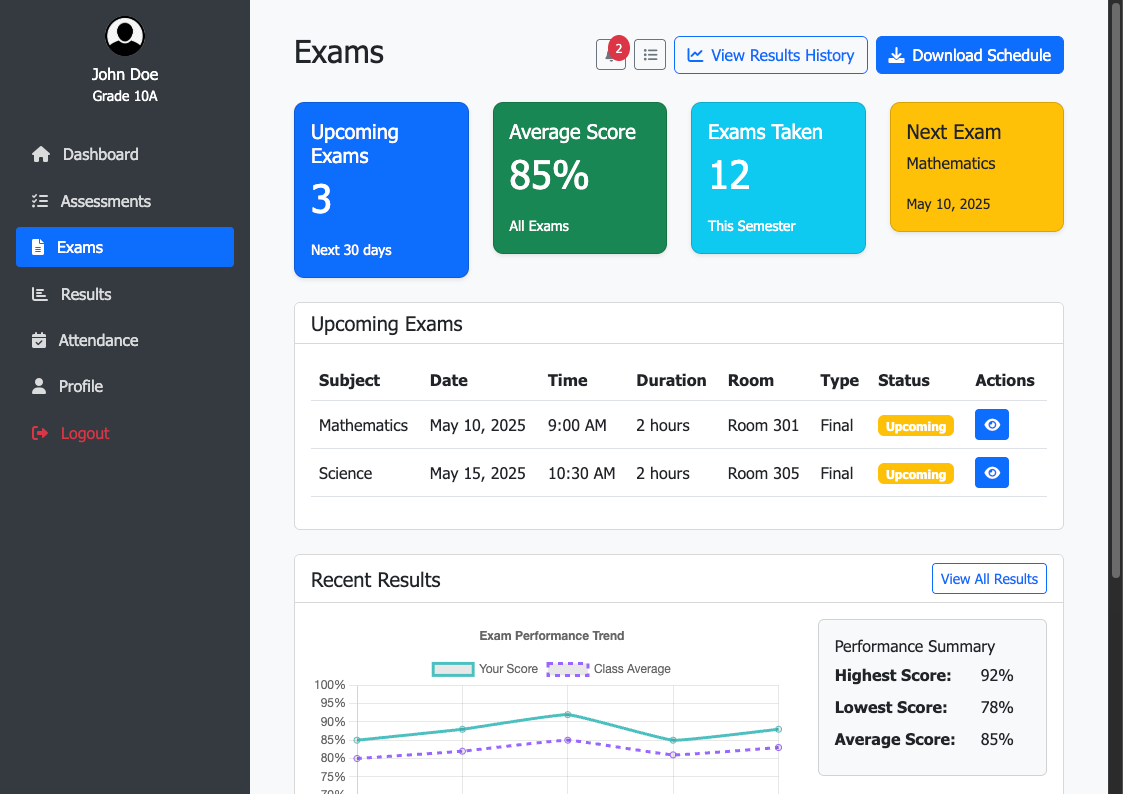 John Doe
Grade 10A
Dashboard
Assessments
Exams
Results
Attendance
Profile
Logout
Exams
2
View Results History
Download Schedule
Upcoming
Exams
3
Next 30 days
Average Score
85%
All Exams
Exams Taken
12
This Semester
Next Exam
Mathematics
May 10, 2025
Upcoming Exams
Subject Date Time Duration Room Type Status Actions
Mathematics May 10, 2025 9:00 AM 2 hours Room 301 Final Upcoming
Science May 15, 2025 10:30 AM 2 hours Room 305 Final Upcoming
Recent Results
View All Results
Exam Performance Trend
Your Score Class Average
100%
95%
90%
85%
80%
75%
Performance Summary
Highest Score: 92%
Lowest Score: 78%
Average Score: 85%